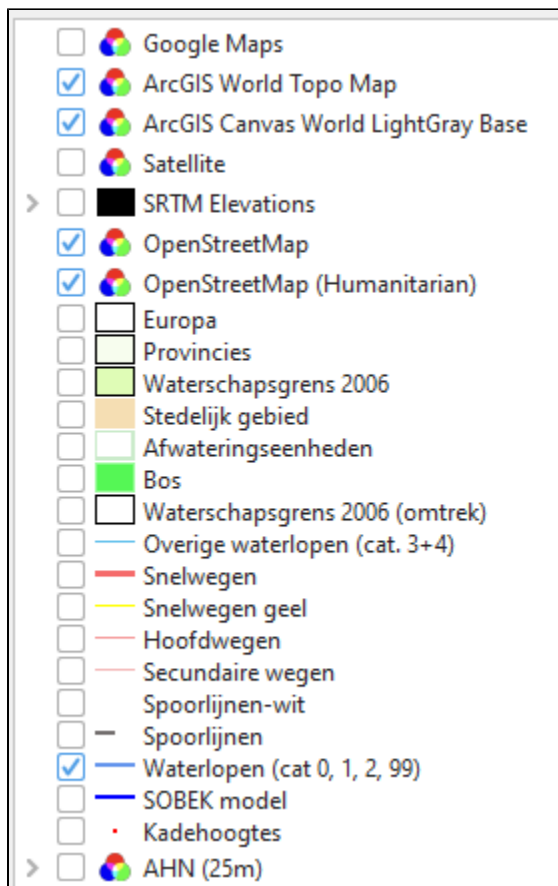 Google Maps
ArcGIS World Topo Map
ArcGIS Canvas World LightGray Base
Satellite
SRTM Elevations
OpenStreetMap
OpenStreetMap (Humanitarian)
Europa
Provincies
Waterschapsgrens 2006
Stedelijk gebied
Afwateringseenheden
Bos
Waterschapsgrens 2006 (omtrek)
Overige waterlopen (cat. 3+4)
Snelwegen
Snelwegen geel
Hoofdwegen
Secundaire wegen
Spoorlijnen-wit
Spoorlijnen
Waterlopen (cat 0, 1, 2, 99)
SOBEK model
Kadehoogtes
AHN (25m)